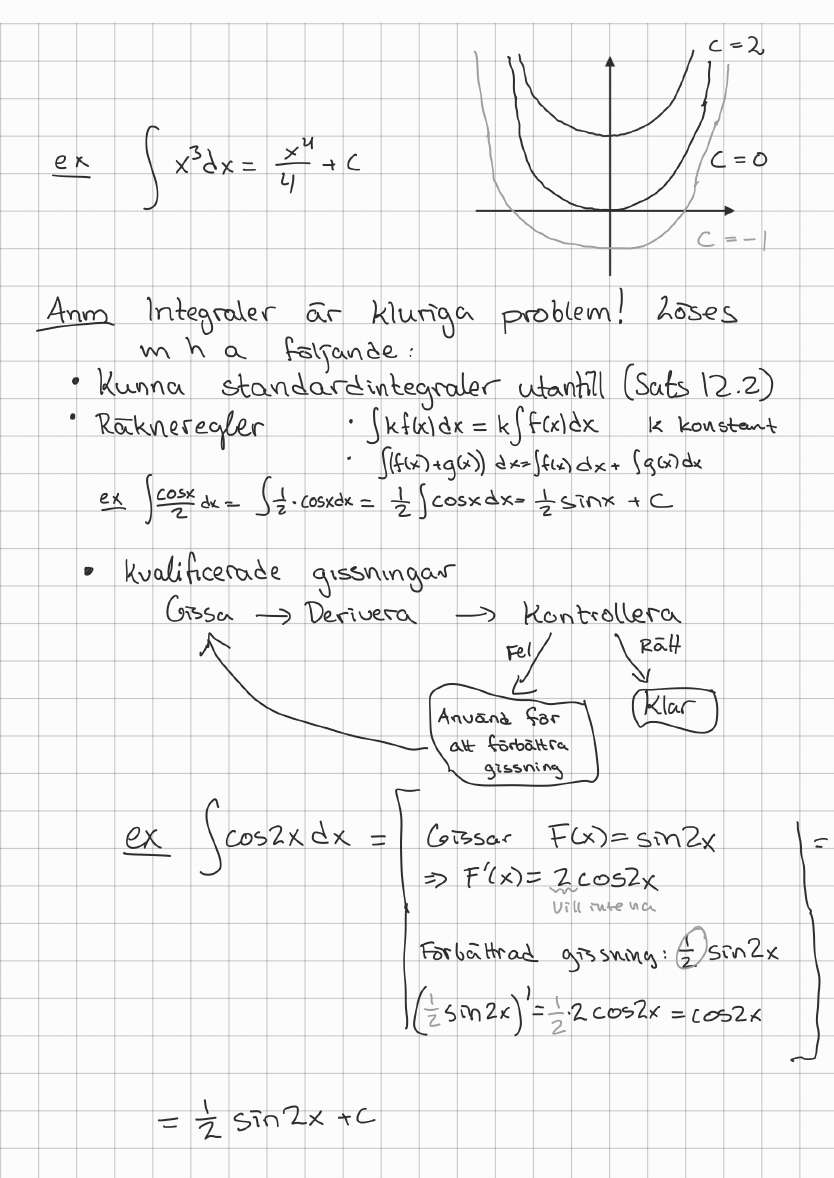 C = 2
ex ∫ x³dx = x⁴/4 + C
C = 0
C = -1
Anm Integraler är kluriga problem! Löses
m h a följande:
• Kunna standardintegraler utantill (Sats 12.2)
• Räkneregler · ∫kf(x)dx = k∫f(x)dx k konstant
· ∫(f(x)+g(x)) dx = ∫f(x)dx + ∫g(x)dx
ex ∫ cosx/2 dx = ∫ 1/2 · cosxdx = 1/2 ∫cosxdx = 1/2 sinx + C
• Kvalificerade gissningar
Gissa → Derivera → Kontrollera
Fel Rätt
Använd för
att förbättra
gissning
Klar
ex ∫cos2x dx = [ Gissar F(x) = sin2x ] =
⇒ F'(x) = 2cos2x
Vill inte ha
Förbättrad gissning: 1/2 sin2x
(1/2 sin2x)' = 1/2·2cos2x = cos2x
= 1/2 sin2x + C